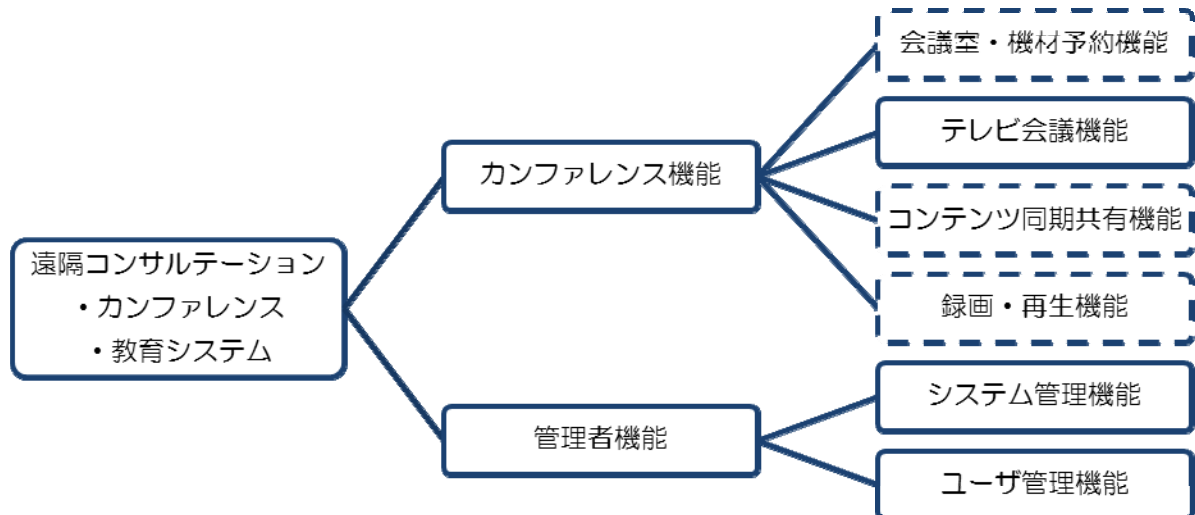 遠隔コンサルテーション
・カンファレンス
・教育システム
カンファレンス機能
会議室・機材予約機能
テレビ会議機能
コンテンツ同期共有機能
録画・再生機能
管理者機能
システム管理機能
ユーザ管理機能